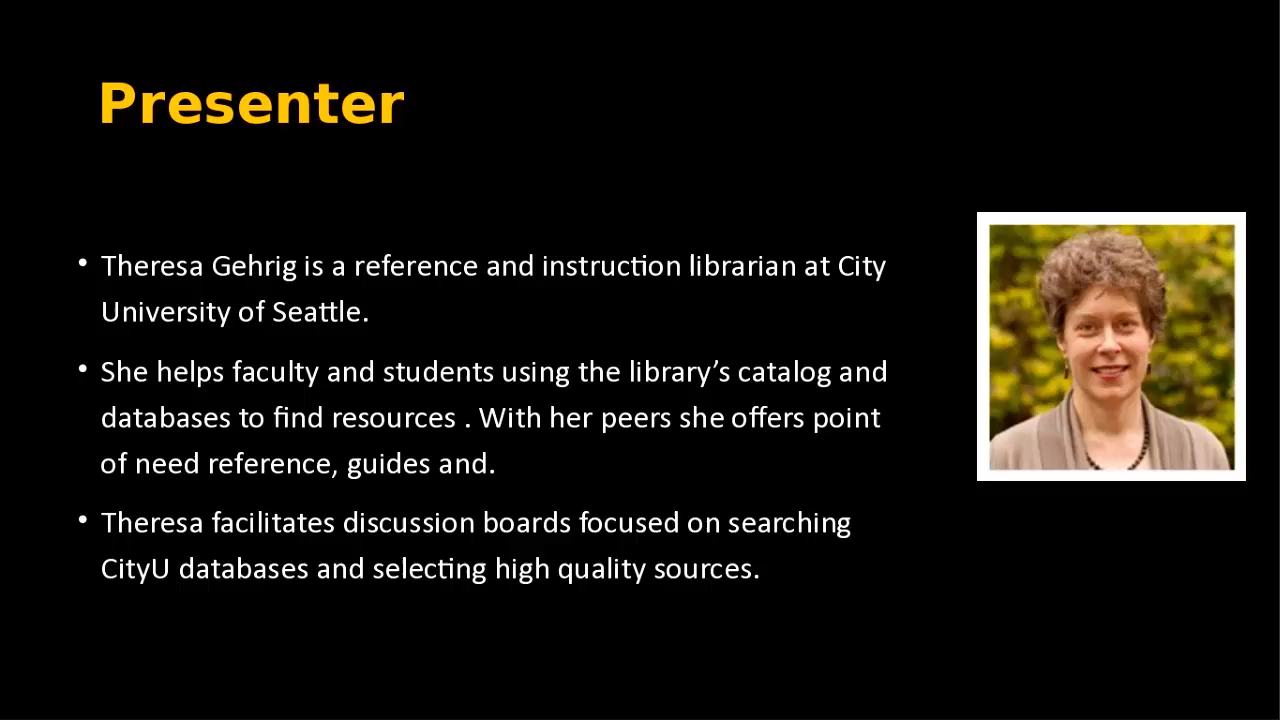 Presenter
• Theresa Gehrig is a reference and instruction librarian at City
University of Seattle.
• She helps faculty and students using the library’s catalog and
databases to find resources . With her peers she offers point
of need reference, guides and.
• Theresa facilitates discussion boards focused on searching
CityU databases and selecting high quality sources.